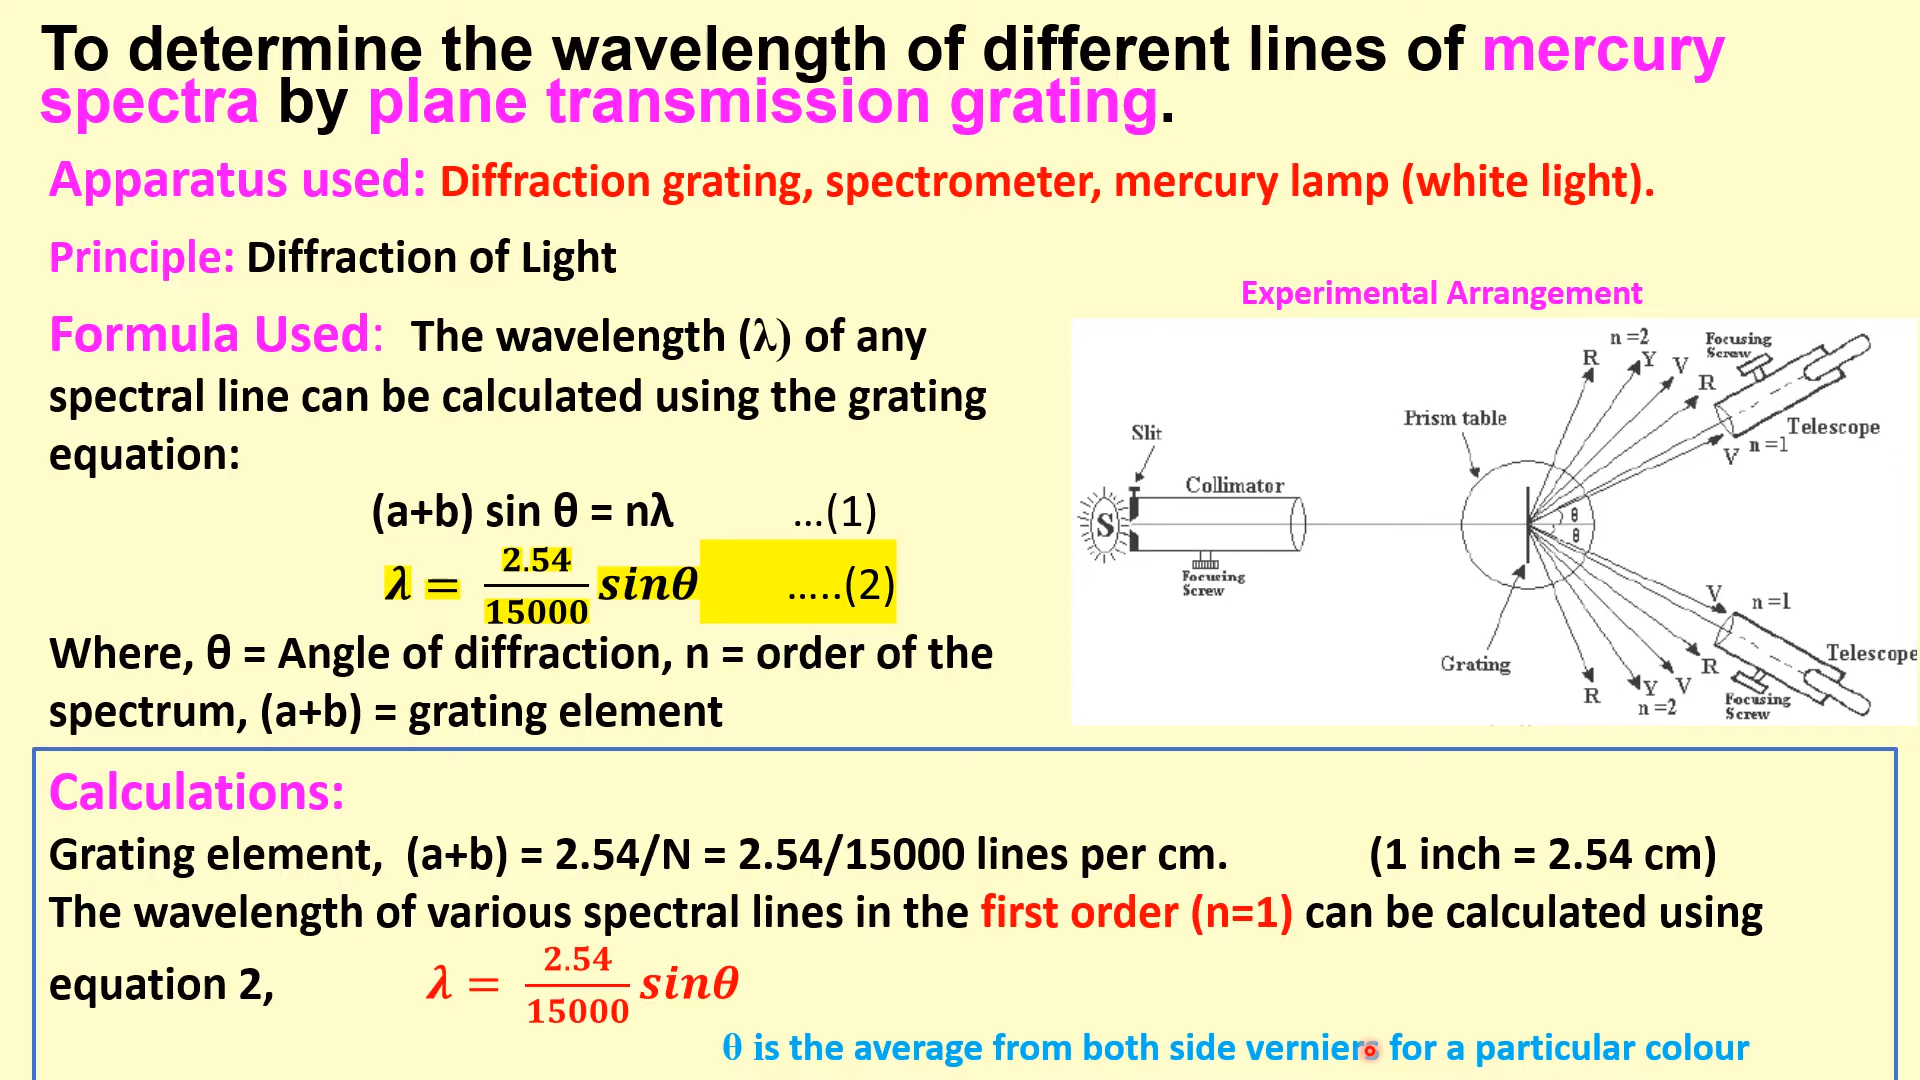 To determine the wavelength of different lines of mercury
spectra by plane transmission grating.
Apparatus used: Diffraction grating, spectrometer, mercury lamp (white light).
Principle: Diffraction of Light
Formula Used: The wavelength (λ) of any
spectral line can be calculated using the grating
equation:
(a+b) sin θ = nλ ...(1)
λ = 2.54/15000 sinθ .....(2)
Where, θ = Angle of diffraction, n = order of the
spectrum, (a+b) = grating element
Experimental Arrangement
n =2
R Y V R
Focusing
Screw
Telescope
V n =1
Prism table
Slit
Collimator
S
θ
θ
Focusing
Screw
Grating
V n =1
Telescope
R Y V R
n =2
Focusing
Screw
Calculations:
Grating element, (a+b) = 2.54/N = 2.54/15000 lines per cm. (1 inch = 2.54 cm)
The wavelength of various spectral lines in the first order (n=1) can be calculated using
equation 2, λ = 2.54/15000 sinθ
θ is the average from both side verniers for a particular colour